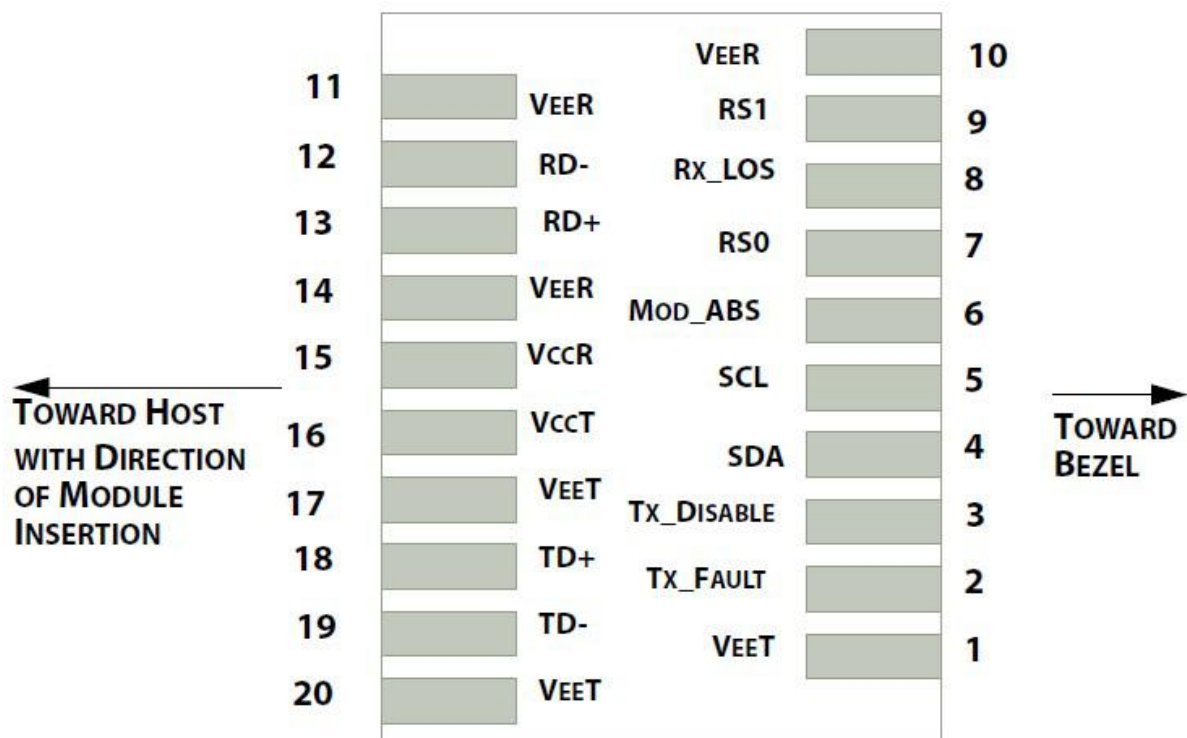 VEER 10
11 VEER
RS1 9
12 RD-
RX_LOS 8
13 RD+
RS0 7
14 VEER
MOD_ABS 6
15 VCCR
SCL 5
16 VCCT
SDA 4
17 VEET
TX_DISABLE 3
18 TD+
TX_FAULT 2
19 TD-
VEET 1
20 VEET
TOWARD HOST
WITH DIRECTION
OF MODULE
INSERTION
TOWARD
BEZEL